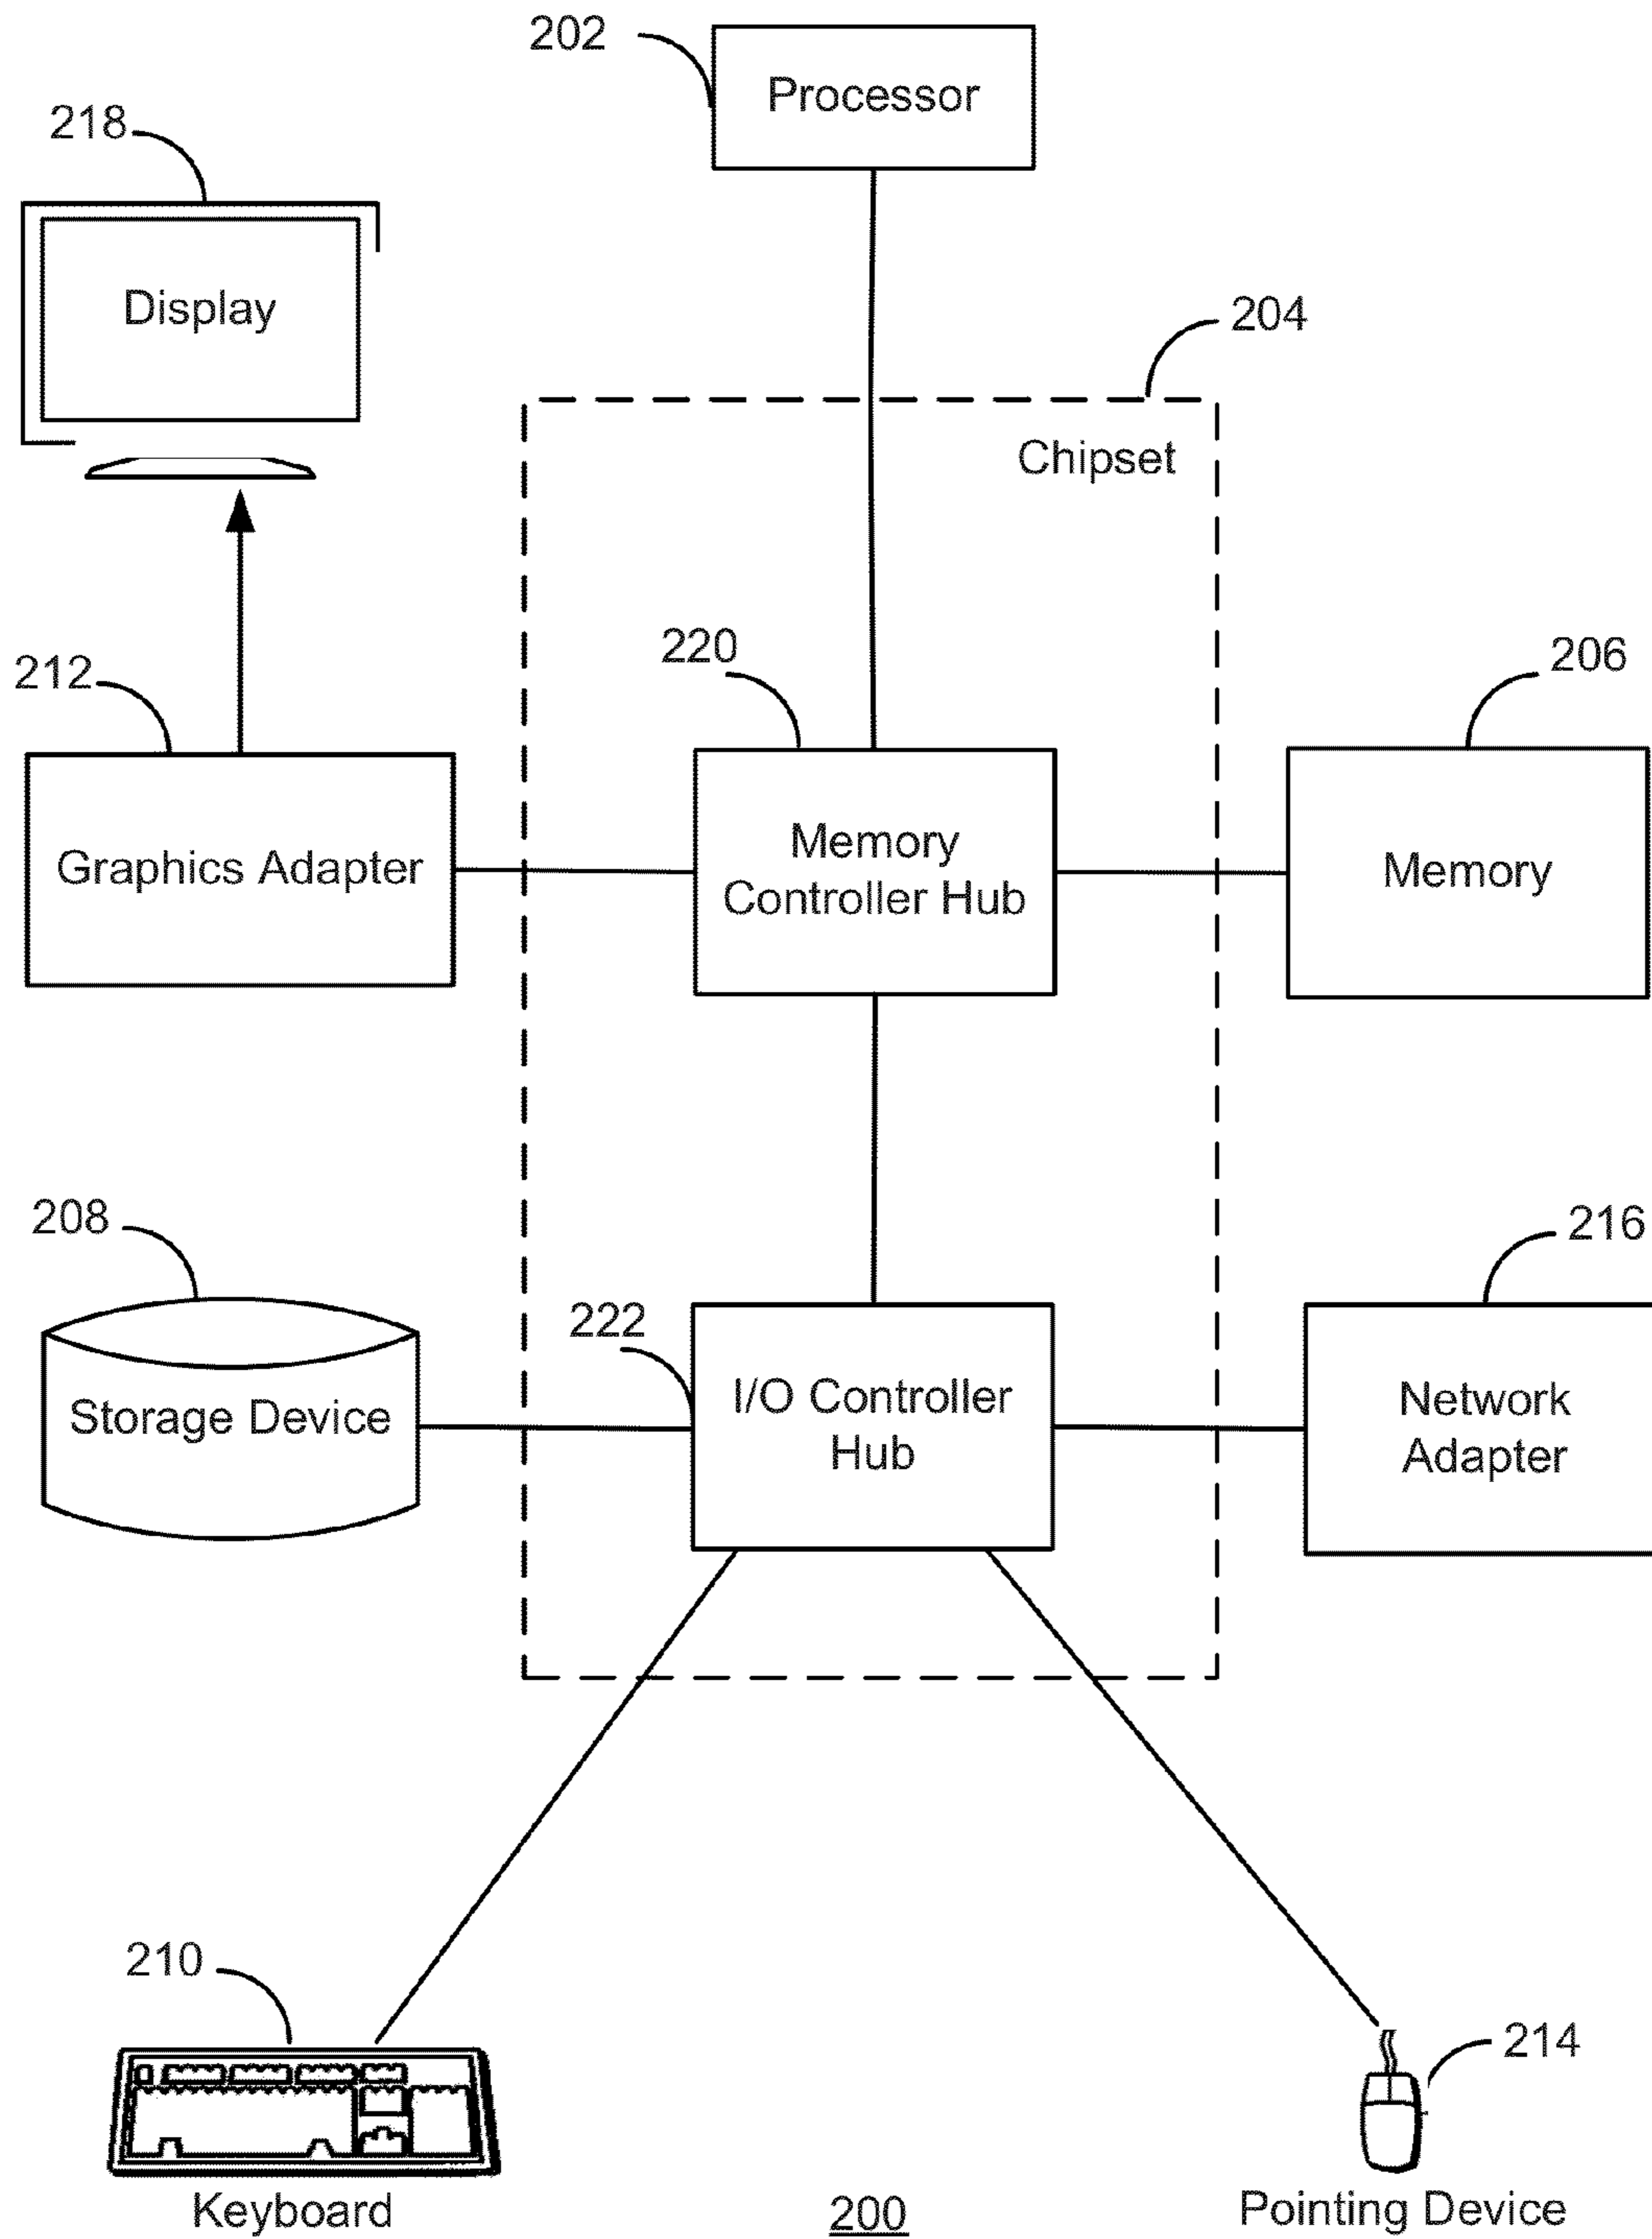 202
Processor
218
Display
204
Chipset
212
220
206
Graphics Adapter
Memory
Controller Hub
Memory
208
222
216
Storage Device
I/O Controller
Hub
Network
Adapter
210
214
Keyboard
200
Pointing Device